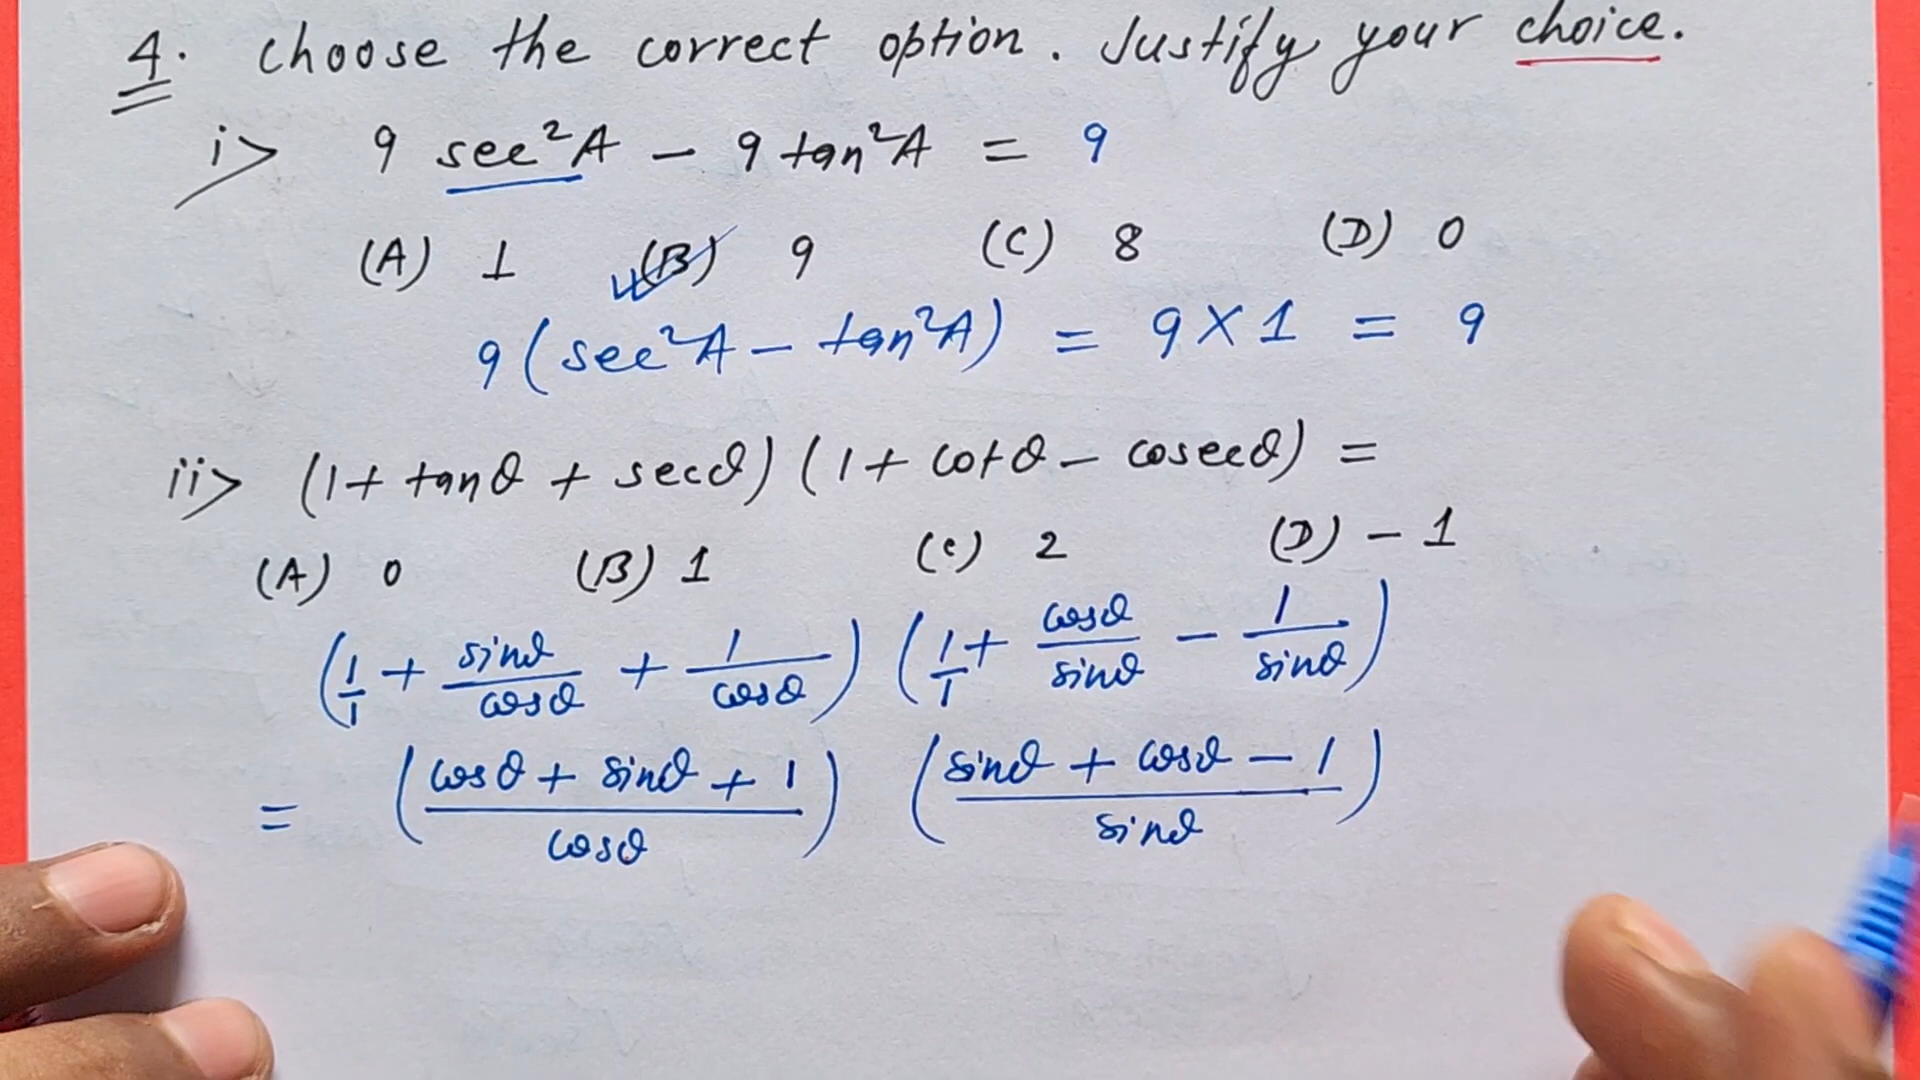 4. Choose the correct option. Justify your choice.
i> 9 sec²A − 9 tan²A = 9
(A) 1 (B) 9 (C) 8 (D) 0
9 (sec²A − tan²A) = 9 × 1 = 9
ii> (1 + tanθ + secθ) (1 + cotθ − cosecθ) =
(A) 0 (B) 1 (C) 2 (D) −1
(1/1 + sinθ/cosθ + 1/cosθ) (1/1 + cosθ/sinθ − 1/sinθ)
= (cosθ + sinθ + 1 / cosθ) (sinθ + cosθ − 1 / sinθ)